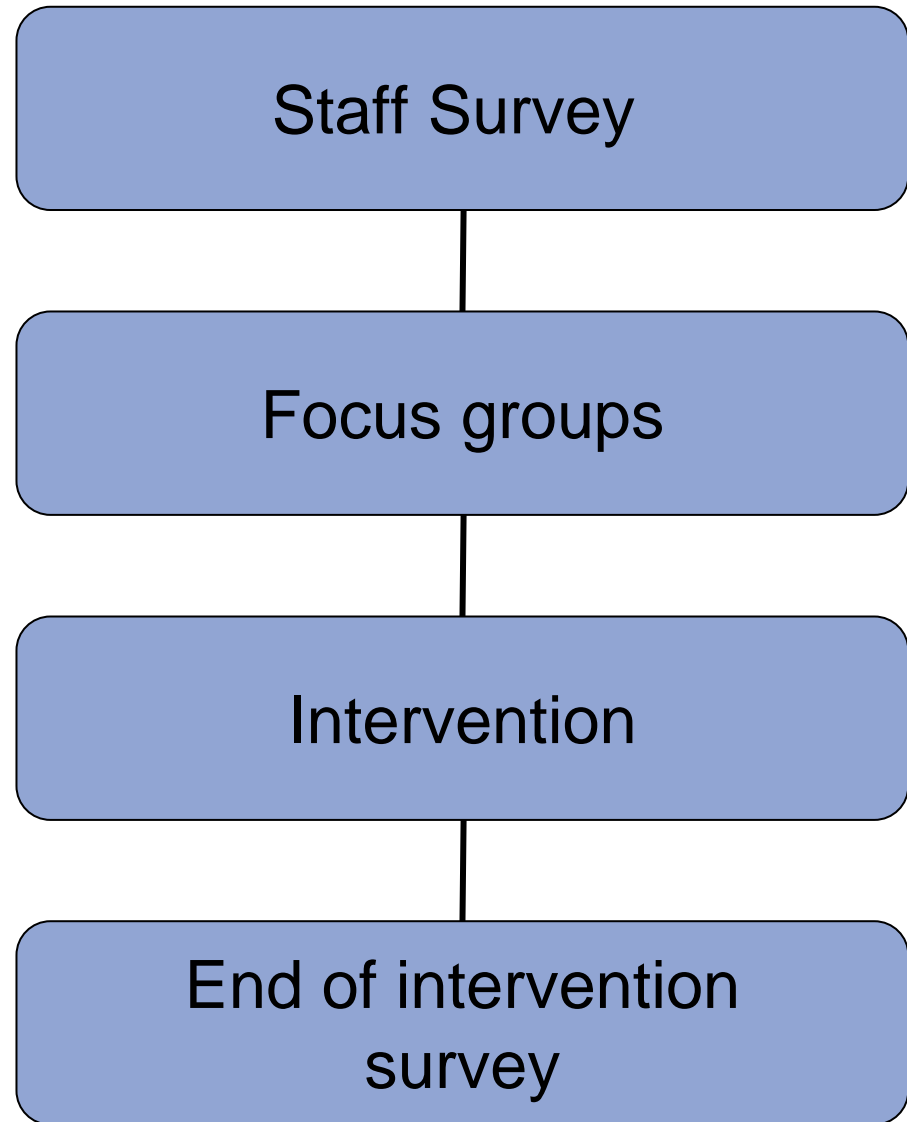 Staff Survey
Focus groups
Intervention
End of intervention
survey